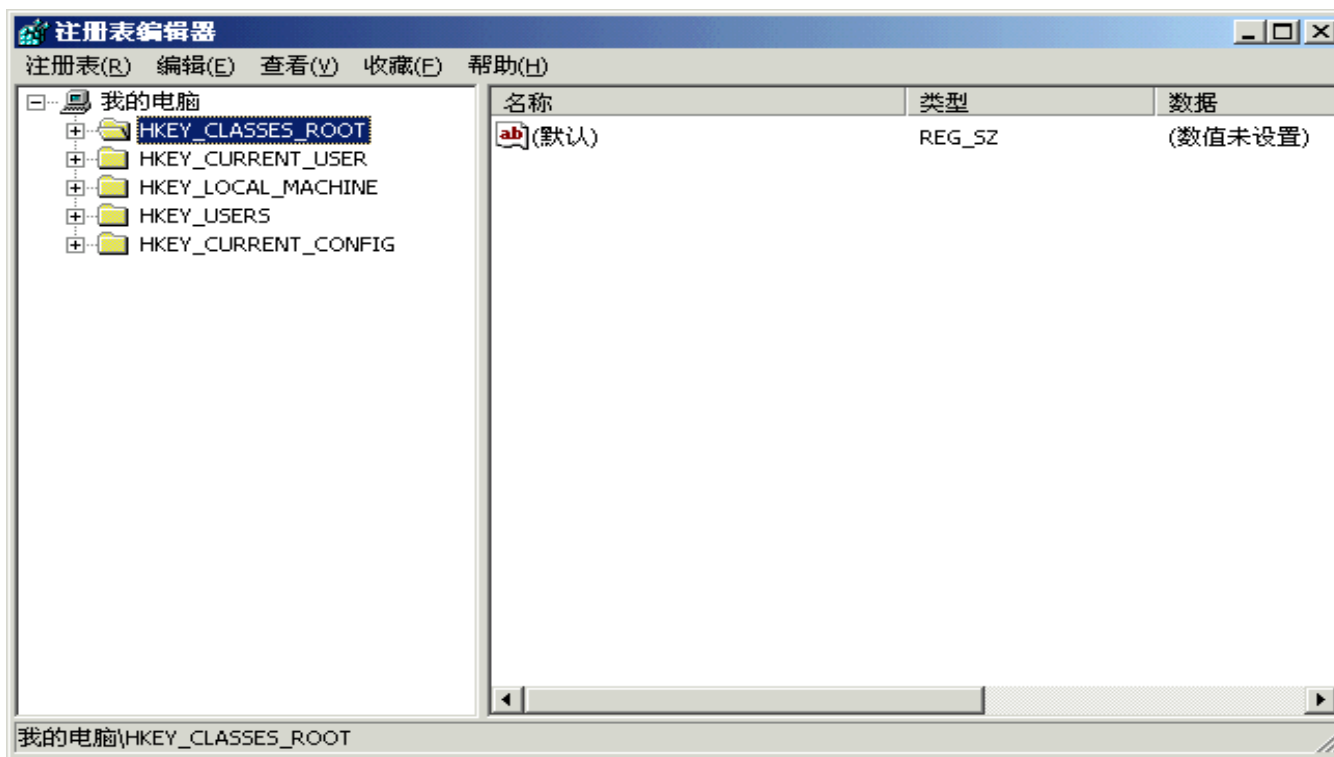 注册表编辑器
注册表(R) 编辑(E) 查看(V) 收藏(F) 帮助(H)
我的电脑
HKEY_CLASSES_ROOT
HKEY_CURRENT_USER
HKEY_LOCAL_MACHINE
HKEY_USERS
HKEY_CURRENT_CONFIG
名称 类型 数据
ab (默认) REG_SZ (数值未设置)
我的电脑\HKEY_CLASSES_ROOT